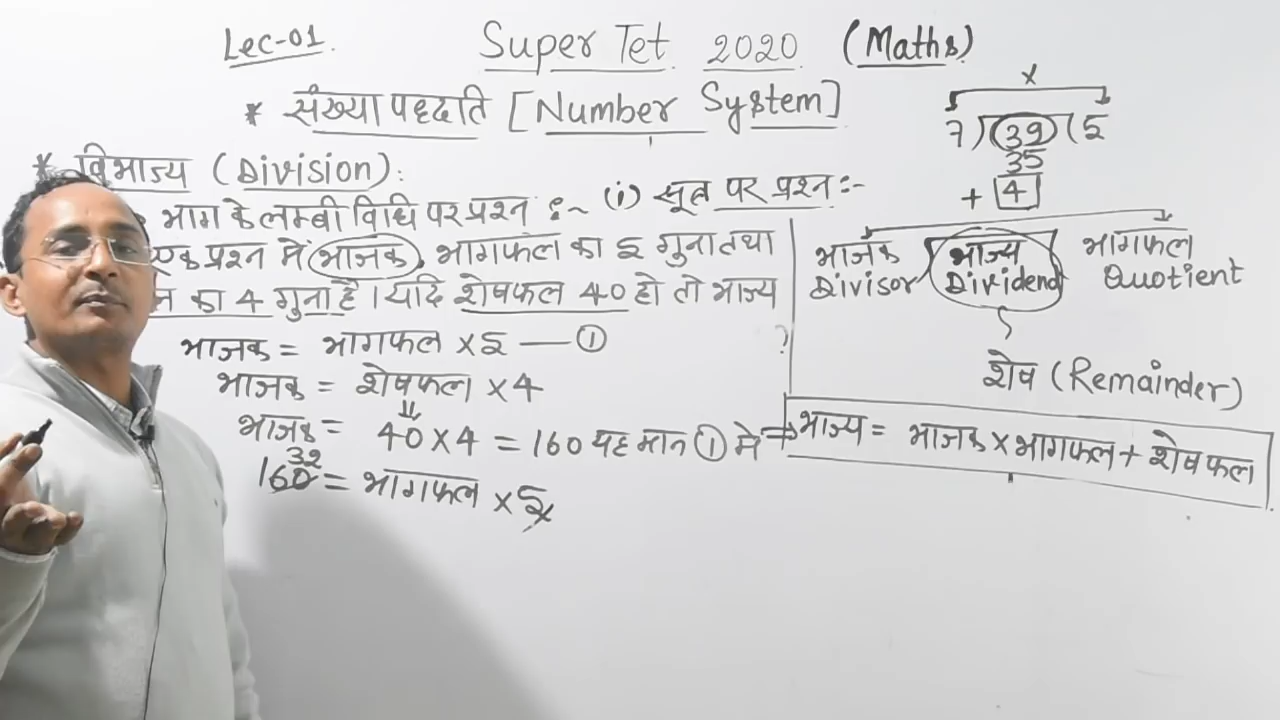 Lec-01.
Super Tet 2020 (Maths)
* संख्या पद्धति [Number System]
* विभाज्य (Division):
भाग के लम्बी विधि पर प्रश्न :~ (i) सूत्र पर प्रश्न :-
एक प्रश्न में भाजक, भागफल का 5 गुना तथा
का 4 गुना है । यदि शेषफल 40 हो तो भाज्य
?
भाजक = भागफल × 5 — ①
भाजक = शेषफल × 4
भाजक = 40 × 4 = 160 यह मान ① में ⇒
32
160 = भागफल × 5
×
7) 39 (5
35
+ 4
भाजक भाज्य भागफल
Divisor Dividend Quotient
शेष (Remainder)
भाज्य = भाजक × भागफल + शेषफल